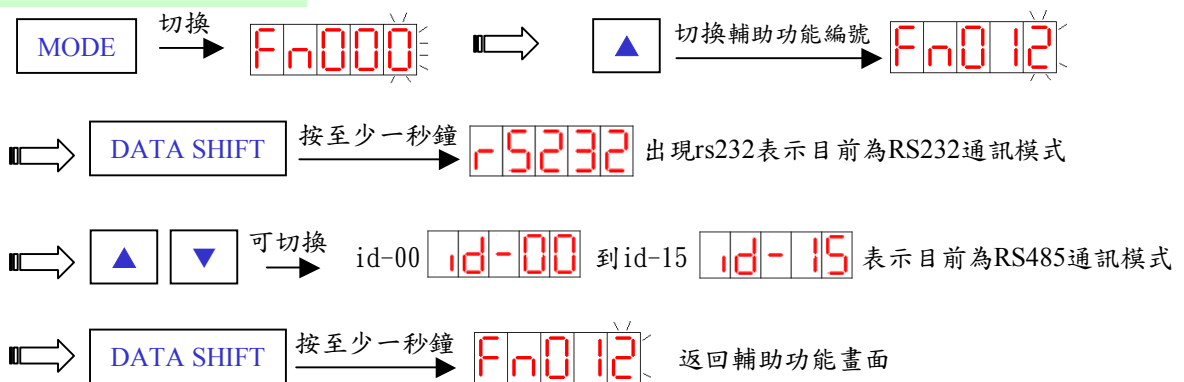 MODE 切換 Fn000 ▲ 切換輔助功能編號 Fn012
DATA SHIFT 按至少一秒鐘 rS232 出現rs232表示目前為RS232通訊模式
▲ ▼ 可切換 id-00 id-00 到id-15 id-15 表示目前為RS485通訊模式
DATA SHIFT 按至少一秒鐘 Fn012 返回輔助功能畫面